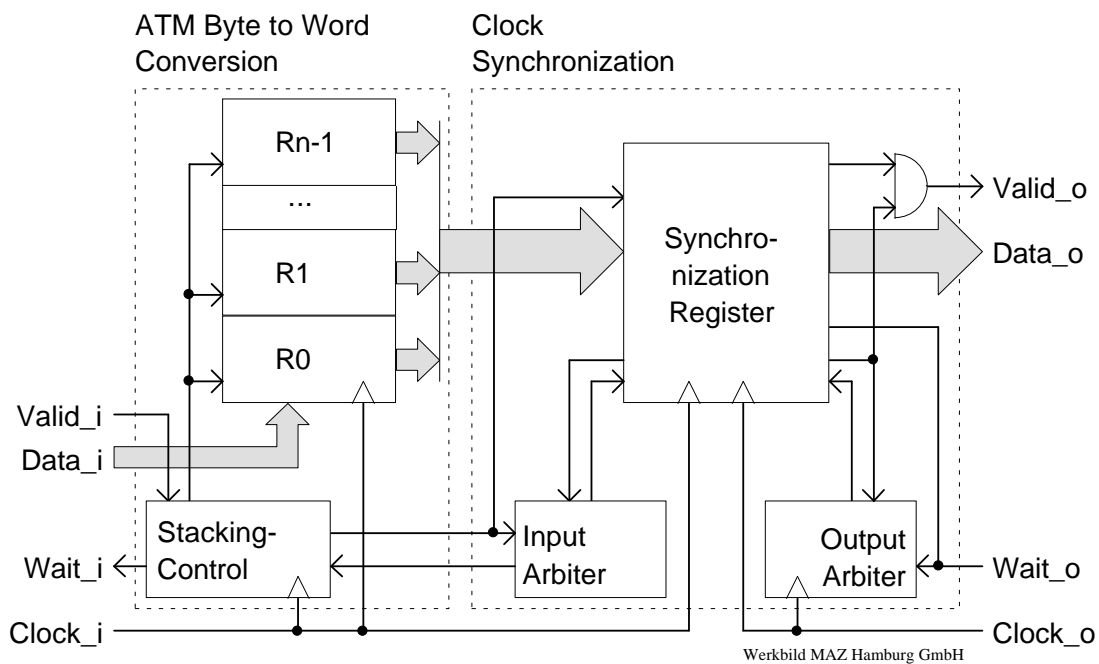 ATM Byte to Word
Conversion
Clock
Synchronization
Rn-1
...
R1
R0
Synchro-
nization
Register
Valid_o
Data_o
Valid_i
Data_i
Wait_i
Clock_i
Stacking-
Control
Input
Arbiter
Output
Arbiter
Wait_o
Clock_o
Werkbild MAZ Hamburg GmbH